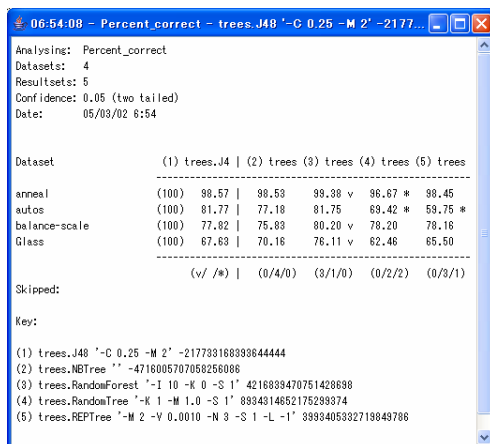 06:54:08 - Percent_correct - trees.J48 '-C 0.25 -M 2' -2177...
Analysing: Percent_correct
Datasets: 4
Resultsets: 5
Confidence: 0.05 (two tailed)
Date: 05/03/02 6:54
Dataset (1) trees.J4 | (2) trees (3) trees (4) trees (5) trees
--------------------------------------------------------------
anneal (100) 98.57 | 98.53 99.38 v 96.67 * 98.45
autos (100) 81.77 | 77.18 81.75 69.42 * 59.75 *
balance-scale (100) 77.82 | 75.83 80.20 v 78.20 78.16
Glass (100) 67.63 | 70.16 76.11 v 62.46 65.50
--------------------------------------------------------------
(v/ /*) | (0/4/0) (3/1/0) (0/2/2) (0/3/1)
Skipped:
Key:
(1) trees.J48 '-C 0.25 -M 2' -217733168393644444
(2) trees.NBTree '' -4716005707058256086
(3) trees.RandomForest '-I 10 -K 0 -S 1' 4216839470751428698
(4) trees.RandomTree '-K 1 -M 1.0 -S 1' 8934314652175299374
(5) trees.REPTree '-M 2 -V 0.0010 -N 3 -S 1 -L -1' 3993405332719849786